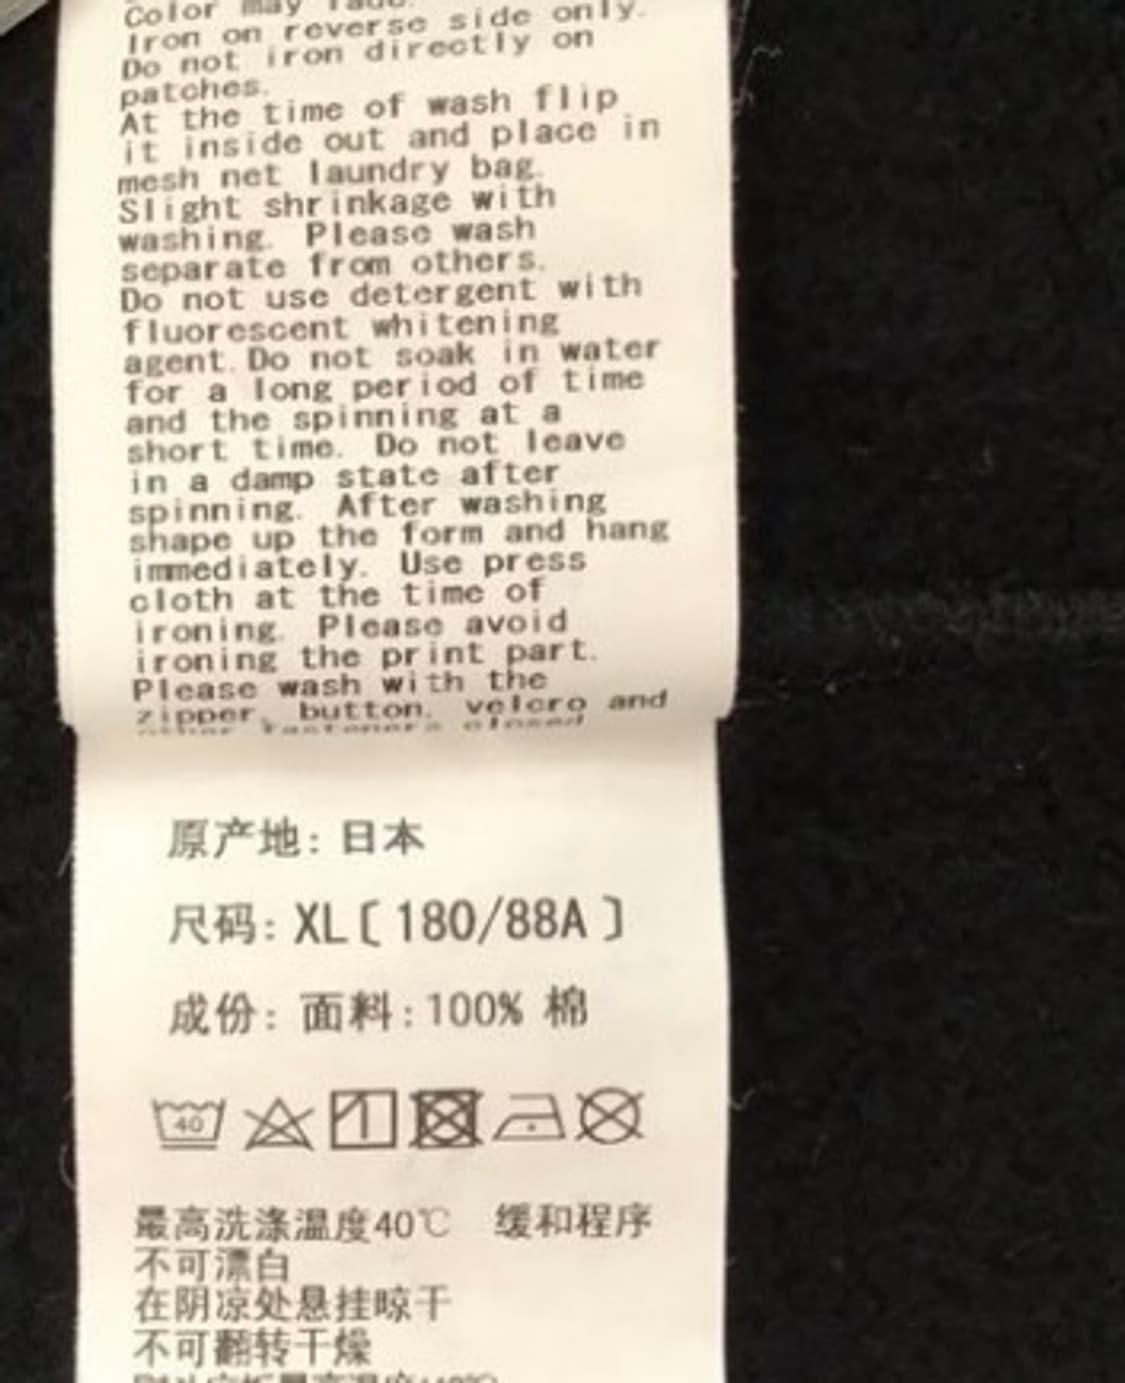 Color may fade.
Iron on reverse side only.
Do not iron directly on
patches.
At the time of wash flip
it inside out and place in
mesh net laundry bag.
Slight shrinkage with
washing. Please wash
separate from others.
Do not use detergent with
fluorescent whitening
agent.Do not soak in water
for a long period of time
and the spinning at a
short time. Do not leave
in a damp state after
spinning. After washing
shape up the form and hang
immediately. Use press
cloth at the time of
ironing. Please avoid
ironing the print part.
Please wash with the
zipper, button, velcro and
other fasteners closed
原产地: 日本
尺码: XL〔180/88A〕
成份: 面料:100% 棉
40
最高洗涤温度40℃ 缓和程序
不可漂白
在阴凉处悬挂晾干
不可翻转干燥